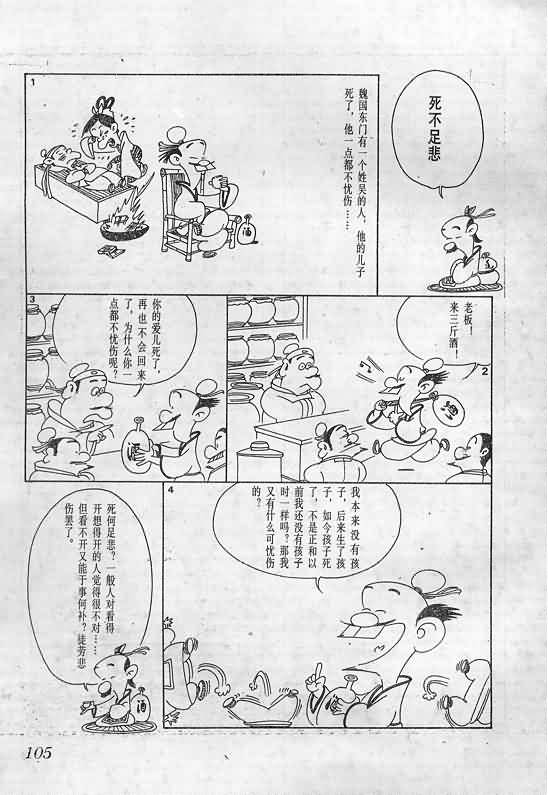 死不足悲
1
魏国东门有一个姓吴的人，他的儿子
死了，他一点都不忧伤……
酒
2
老板！
来三斤酒！
酒
3
你的爱儿死了，
再也不会回来
了，为什么你一
点都不忧伤呢？
酒
4
我本来没有孩
子，后来生了孩
子，如今孩子死
了，不是正和以
前我还没有孩子
时一样吗？那我
又有什么可忧伤
的？
死何足悲？一般人对看得
开想得开的人觉得很不对……
但看不开又能于事何补？徒劳悲
伤罢了。
酒
105